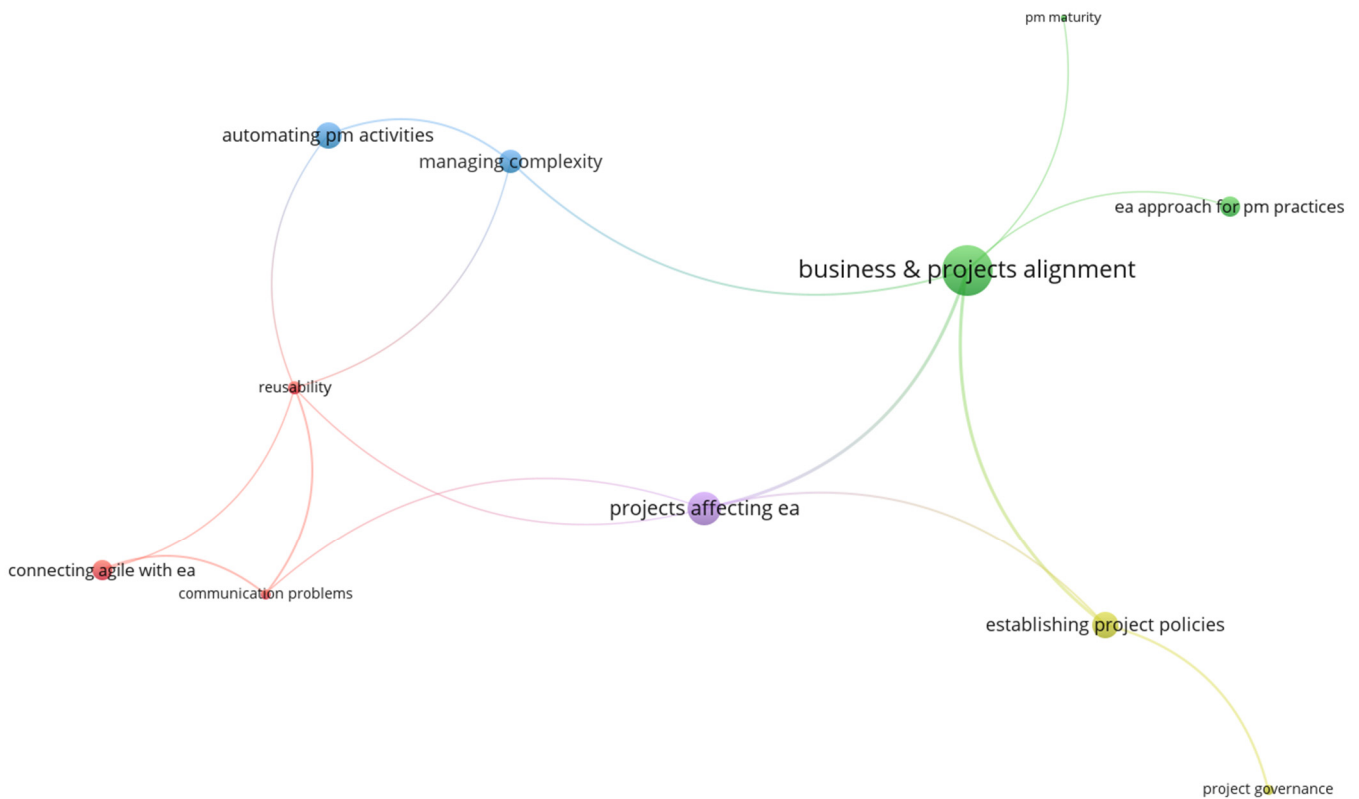 pm maturity
automating pm activities
managing complexity
ea approach for pm practices
business & projects alignment
reusability
projects affecting ea
connecting agile with ea
communication problems
establishing project policies
project governance